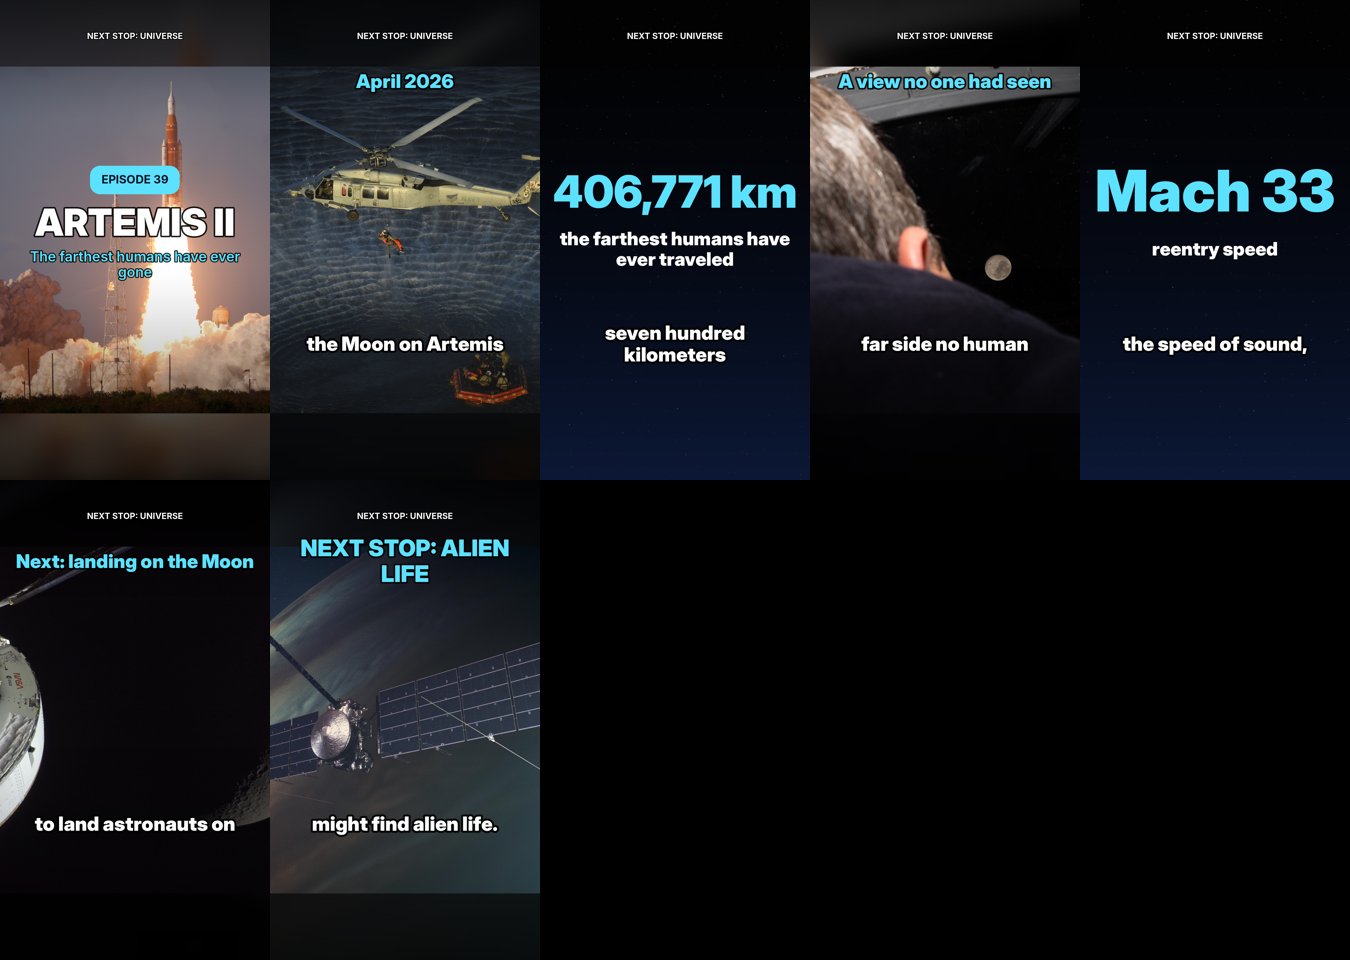 NEXT STOP: UNIVERSE
EPISODE 39
ARTEMIS II
The farthest humans have ever
gone
NEXT STOP: UNIVERSE
April 2026
the Moon on Artemis
NEXT STOP: UNIVERSE
406,771 km
the farthest humans have
ever traveled
seven hundred
kilometers
NEXT STOP: UNIVERSE
A view no one had seen
far side no human
NEXT STOP: UNIVERSE
Mach 33
reentry speed
the speed of sound,
NEXT STOP: UNIVERSE
Next: landing on the Moon
NASA
to land astronauts on
NEXT STOP: UNIVERSE
NEXT STOP: ALIEN
LIFE
might find alien life.